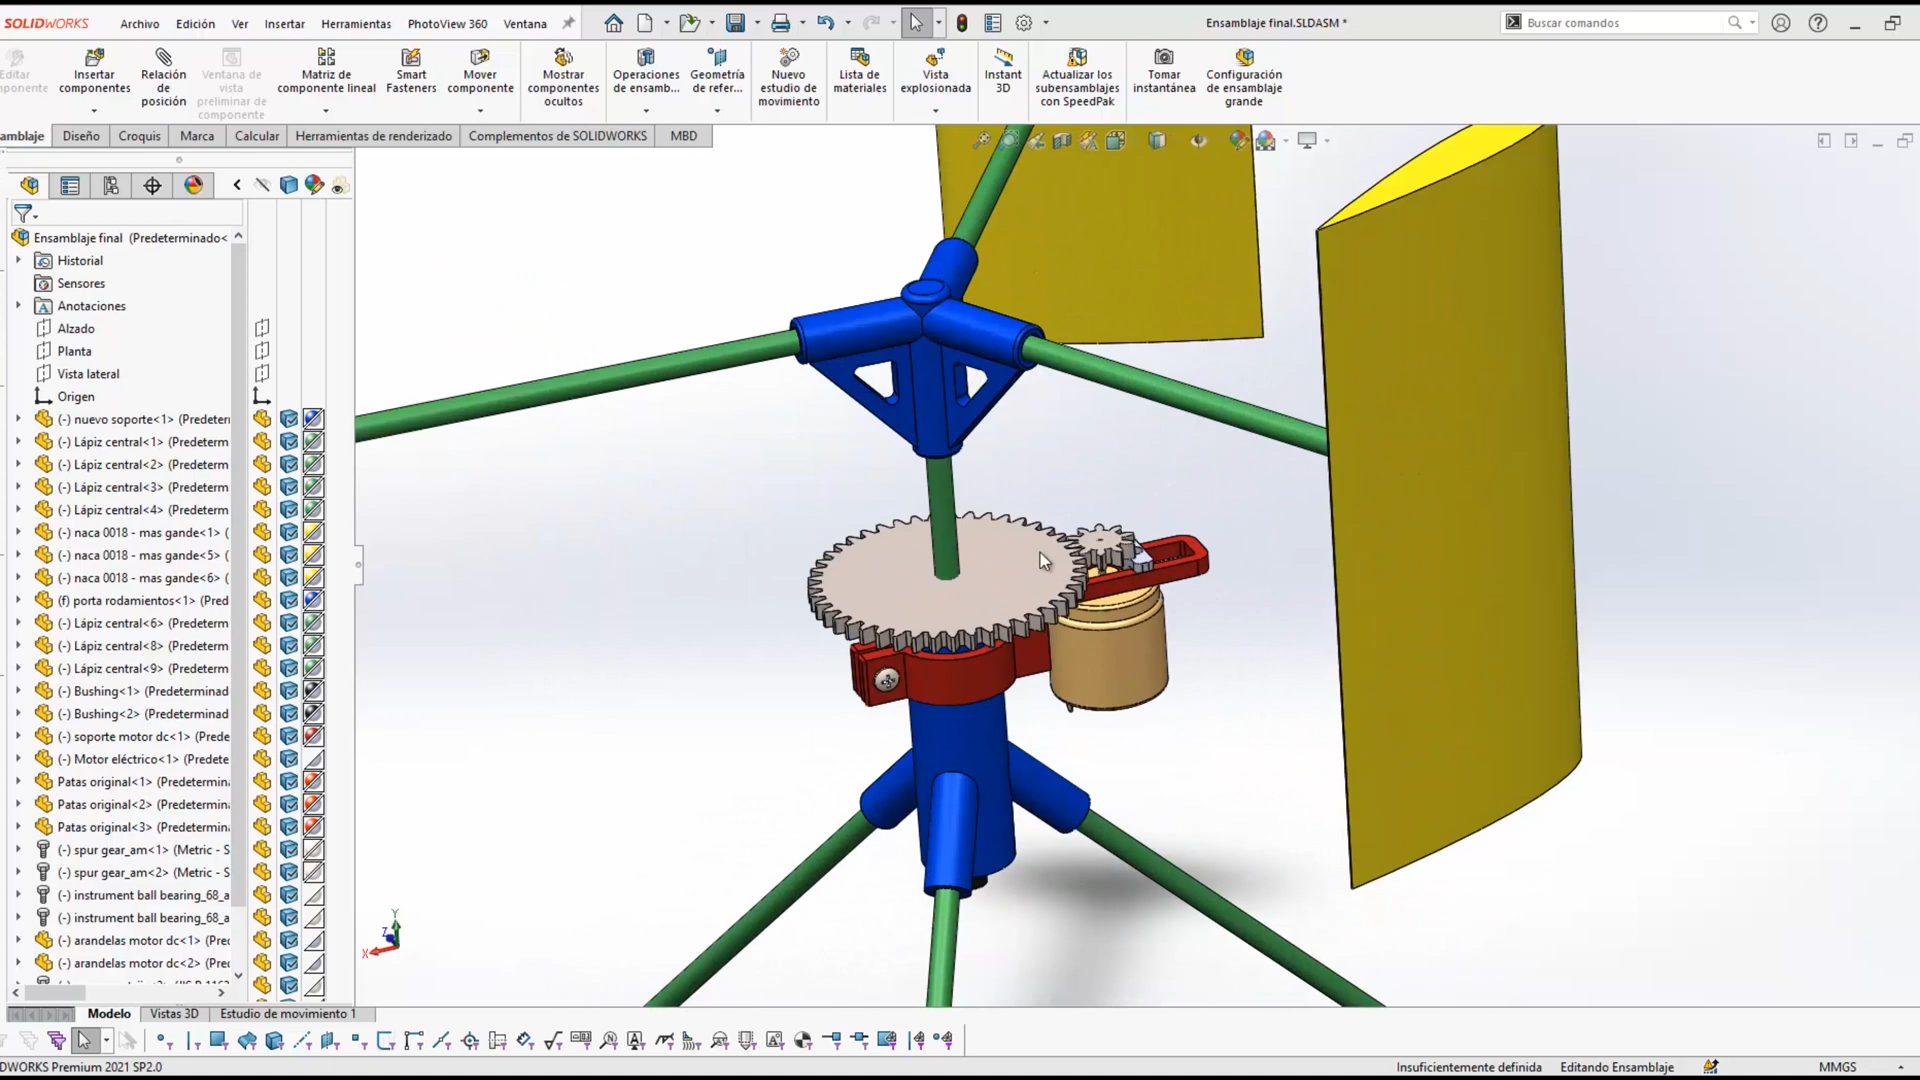 SOLIDWORKS
Archivo
Edición
Ver
Insertar
Herramientas
PhotoView 360
Ventana
Ensamblaje final.SLDASM *
Buscar comandos
Editar
componente
Insertar
componentes
Relación
de
posición
Ventana de
vista
preliminar de
componente
Matriz de
componente lineal
Smart
Fasteners
Mover
componente
Mostrar
componentes
ocultos
Operaciones
de ensamb...
Geometría
de refer...
Nuevo
estudio de
movimiento
Lista de
materiales
Vista
explosionada
Instant
3D
Actualizar los
subensamblajes
con SpeedPak
Tomar
instantánea
Configuración
de ensamblaje
grande
amblaje
Diseño
Croquis
Marca
Calcular
Herramientas de renderizado
Complementos de SOLIDWORKS
MBD
Ensamblaje final (Predeterminado<
Historial
Sensores
Anotaciones
Alzado
Planta
Vista lateral
Origen
(-) nuevo soporte<1> (Predeterr
(-) Lápiz central<1> (Predeterm
(-) Lápiz central<2> (Predeterm
(-) Lápiz central<3> (Predeterm
(-) Lápiz central<4> (Predeterm
(-) naca 0018 - mas gande<1> (
(-) naca 0018 - mas gande<5> (
(-) naca 0018 - mas gande<6> (
(f) porta rodamientos<1> (Pred
(-) Lápiz central<6> (Predeterm
(-) Lápiz central<8> (Predeterm
(-) Lápiz central<9> (Predeterm
(-) Bushing<1> (Predeterminad
(-) Bushing<2> (Predeterminad
(-) soporte motor dc<1> (Prede
(-) Motor eléctrico<1> (Predete
Patas original<1> (Predetermina
Patas original<2> (Predetermina
Patas original<3> (Predetermina
(-) spur gear_am<1> (Metric - S
(-) spur gear_am<2> (Metric - S
(-) instrument ball bearing_68_a
(-) instrument ball bearing_68_a
(-) arandelas motor dc<1> (Prec
(-) arandelas motor dc<2> (Prec
Y
Z
X
Modelo
Vistas 3D
Estudio de movimiento 1
IDWORKS Premium 2021 SP2.0
Insuficientemente definida
Editando Ensamblaje
MMGS